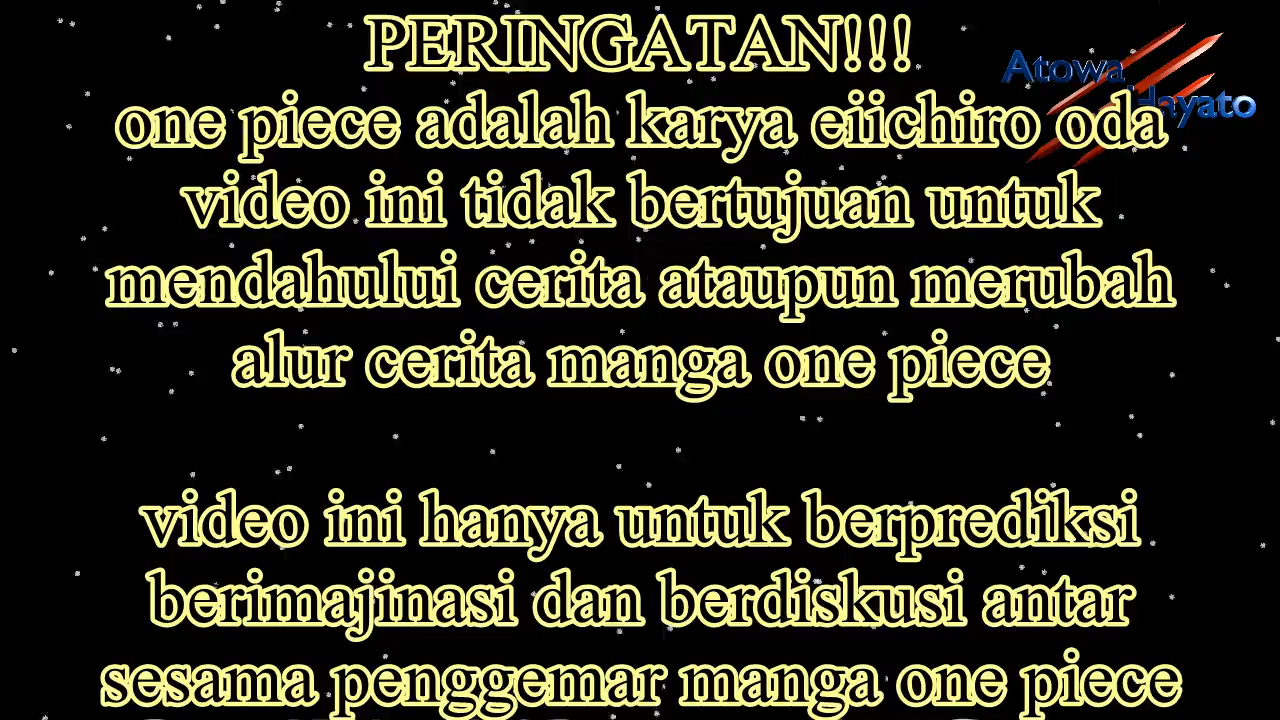 PERINGATAN!!!
Atowa
Hayato
one piece adalah karya eiichiro oda
video ini tidak bertujuan untuk
mendahului cerita ataupun merubah
alur cerita manga one piece
video ini hanya untuk berprediksi
berimajinasi dan berdiskusi antar
sesama penggemar manga one piece